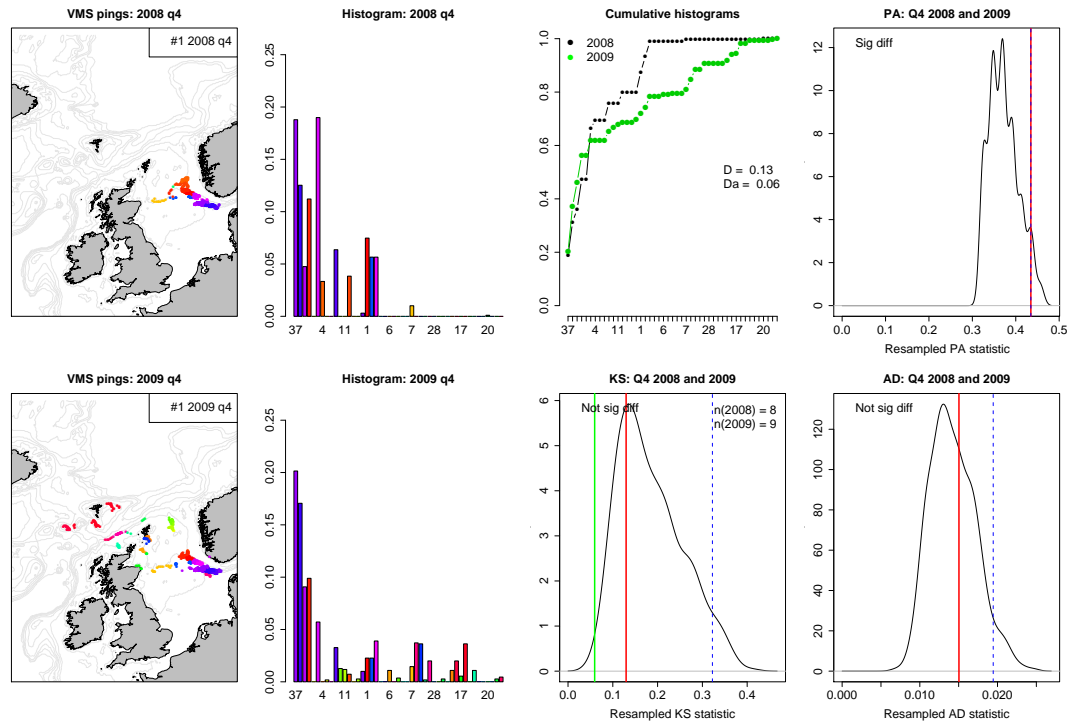 VMS pings: 2008 q4
#1 2008 q4
Histogram: 2008 q4
0.00 0.05 0.10 0.15 0.20 0.25
37 4 11 1 6 7 28 17 20
Cumulative histograms
2008
2009
D = 0.13
Da = 0.06
0.0 0.2 0.4 0.6 0.8 1.0
37 4 11 1 6 7 28 17 20
PA: Q4 2008 and 2009
Sig diff
0 2 4 6 8 10 12
0.0 0.1 0.2 0.3 0.4 0.5
Resampled PA statistic
VMS pings: 2009 q4
#1 2009 q4
Histogram: 2009 q4
0.00 0.05 0.10 0.15 0.20 0.25
37 4 11 1 6 7 28 17 20
KS: Q4 2008 and 2009
Not sig diff
n(2008) = 8
n(2009) = 9
0 1 2 3 4 5 6
0.0 0.1 0.2 0.3 0.4
Resampled KS statistic
AD: Q4 2008 and 2009
Not sig diff
0 20 40 60 80 100 120
0.000 0.010 0.020
Resampled AD statistic